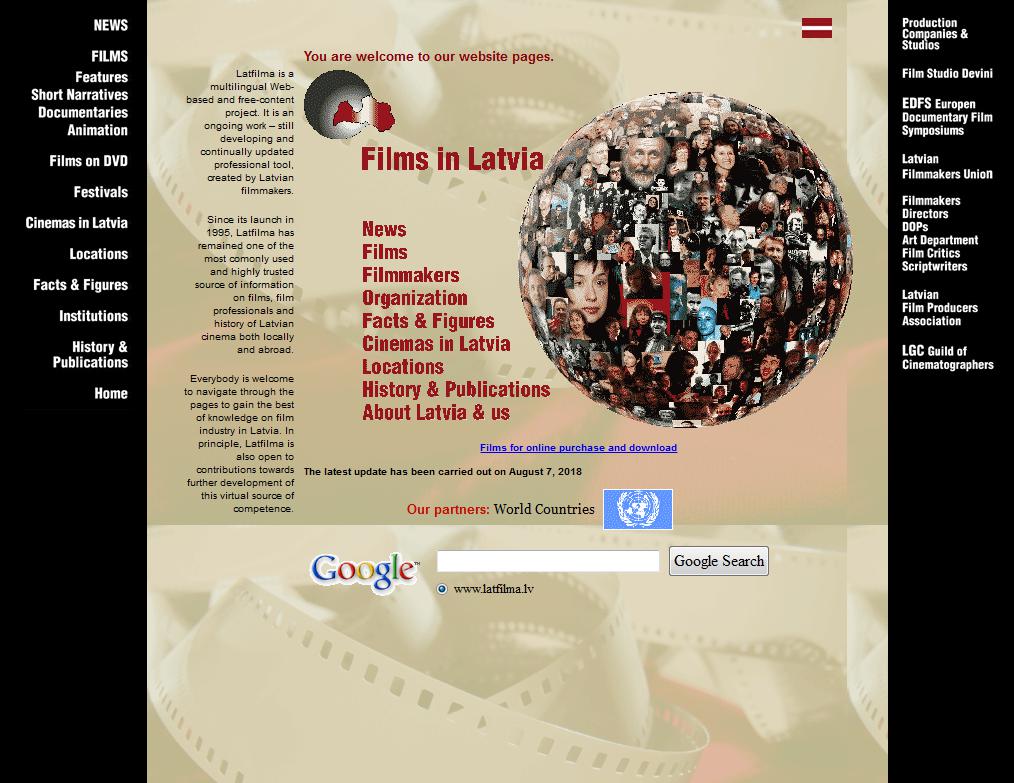 NEWS
FILMS
Features
Short Narratives
Documentaries
Animation
Films on DVD
Festivals
Cinemas in Latvia
Locations
Facts & Figures
Institutions
History &
Publications
Home
Latfilma is a
multilingual Web-
based and free-content
project. It is an
ongoing work – still
developing and
continually updated
professional tool,
created by Latvian
filmmakers.
Since its launch in
1995, Latfilma has
remained one of the
most comonly used
and highly trusted
source of information
on films, film
professionals and
history of Latvian
cinema both locally
and abroad.
Everybody is welcome
to navigate through the
pages to gain the best
of knowledge on film
industry in Latvia. In
principle, Latfilma is
also open to
contributions towards
further development of
this virtual source of
competence.
You are welcome to our website pages.
Films in Latvia
News
Films
Filmmakers
Organization
Facts & Figures
Cinemas in Latvia
Locations
History & Publications
About Latvia & us
Films for online purchase and download
The latest update has been carried out on August 7, 2018
Our partners: World Countries
Google™
Google Search
www.latfilma.lv
Production
Companies &
Studios
Film Studio Devini
EDFS Europen
Documentary Film
Symposiums
Latvian
Filmmakers Union
Filmmakers
Directors
DOPs
Art Department
Film Critics
Scriptwriters
Latvian
Film Producers
Association
LGC Guild of
Cinematographers